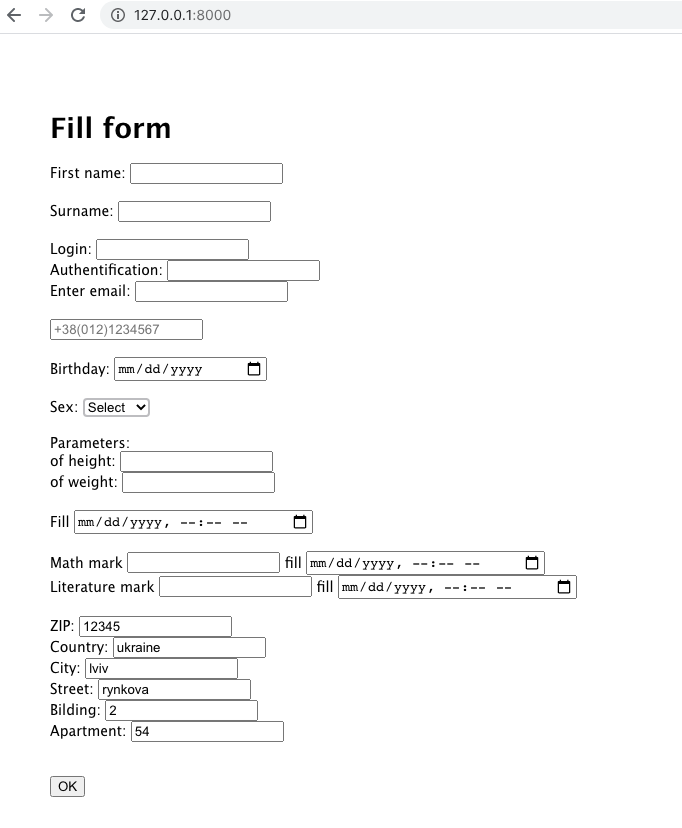 127.0.0.1:8000
Fill form
First name:
Surname:
Login:
Authentification:
Enter email:
+38(012)1234567
Birthday: mm/dd/yyyy
Sex: Select
Parameters:
of height:
of weight:
Fill mm/dd/yyyy, --:-- --
Math mark fill mm/dd/yyyy, --:-- --
Literature mark fill mm/dd/yyyy, --:-- --
ZIP: 12345
Country: ukraine
City: lviv
Street: rynkova
Bilding: 2
Apartment: 54
OK